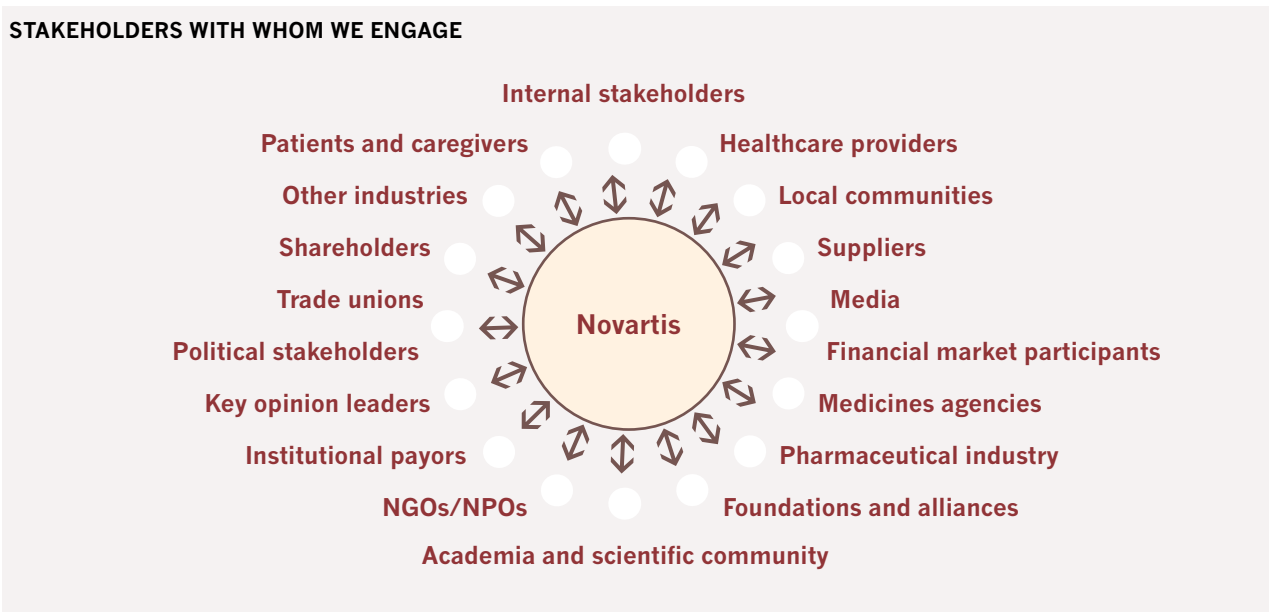 STAKEHOLDERS WITH WHOM WE ENGAGE
Internal stakeholders
Patients and caregivers
Healthcare providers
Other industries
Local communities
Shareholders
Suppliers
Trade unions
Media
Novartis
Political stakeholders
Financial market participants
Key opinion leaders
Medicines agencies
Institutional payors
Pharmaceutical industry
NGOs/NPOs
Foundations and alliances
Academia and scientific community